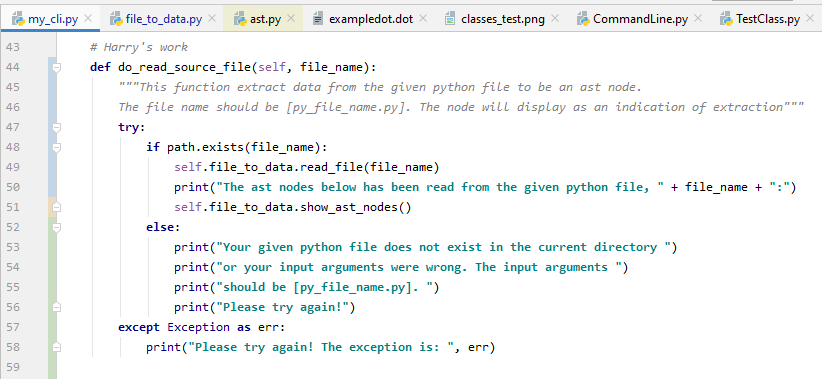 my_cli.py file_to_data.py ast.py exampledot.dot classes_test.png CommandLine.py TestClass.py
43 # Harry's work
44 def do_read_source_file(self, file_name):
45 """This function extract data from the given python file to be an ast node.
46 The file name should be [py_file_name.py]. The node will display as an indication of extraction"""
47 try:
48 if path.exists(file_name):
49 self.file_to_data.read_file(file_name)
50 print("The ast nodes below has been read from the given python file, " + file_name + ":")
51 self.file_to_data.show_ast_nodes()
52 else:
53 print("Your given python file does not exist in the current directory ")
54 print("or your input arguments were wrong. The input arguments ")
55 print("should be [py_file_name.py]. ")
56 print("Please try again!")
57 except Exception as err:
58 print("Please try again! The exception is: ", err)
59